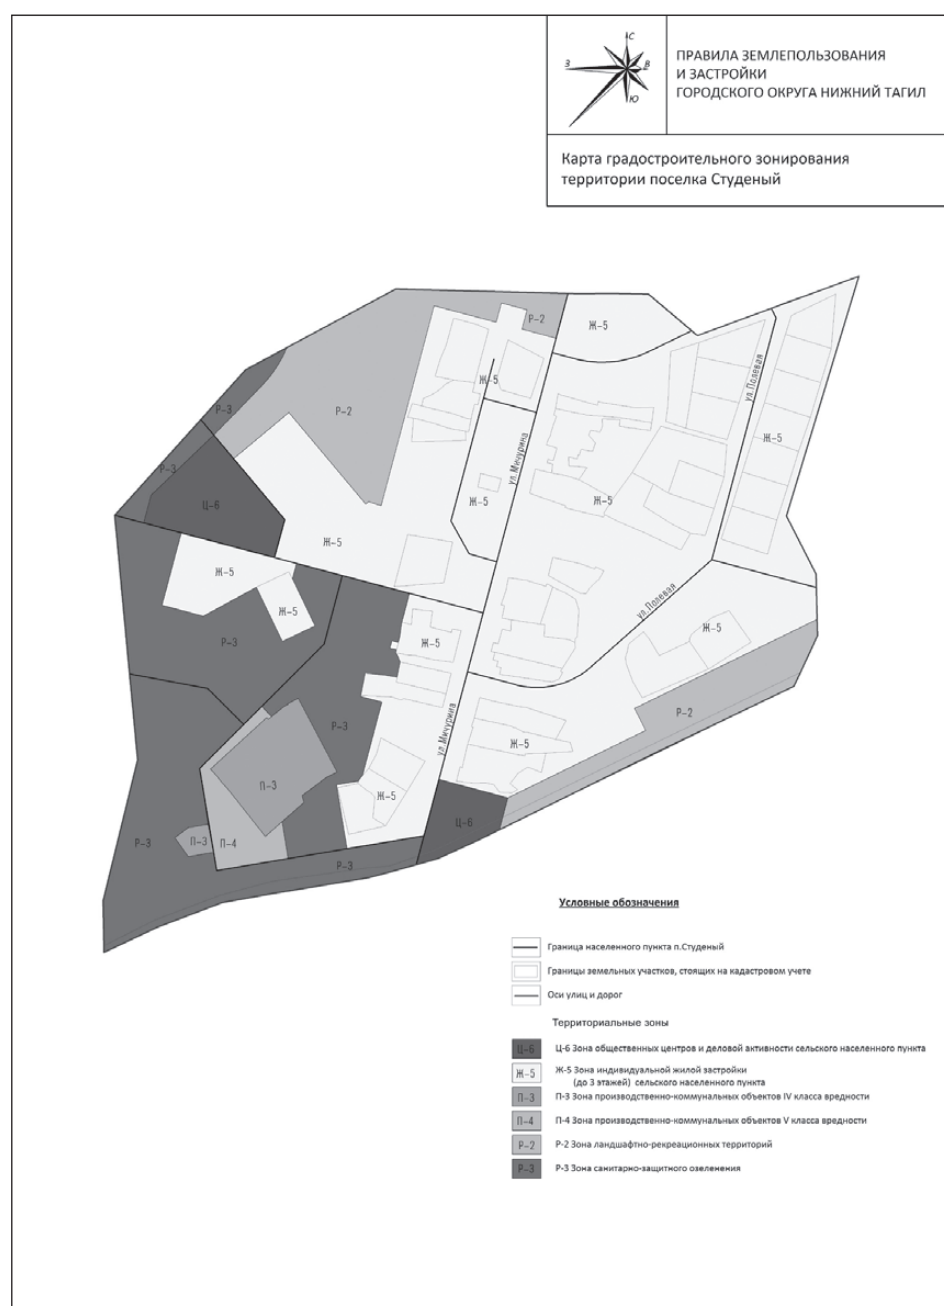 С
З
В
Ю
ПРАВИЛА ЗЕМЛЕПОЛЬЗОВАНИЯ
И ЗАСТРОЙКИ
ГОРОДСКОГО ОКРУГА НИЖНИЙ ТАГИЛ
Карта градостроительного зонирования
территории поселка Студеный
Р-2
Ж-5
Ж-5
ул.Полевая
Р-3
Р-2
Ж-5
ул.Мичурина
Р-3
Ц-6
Ж-5
Ж-5
Ж-5
Ж-5
Ж-5
ул.Полевая
Ж-5
Р-3
Ж-5
Ж-5
Р-2
Р-3
ул.Мичурина
Ж-5
П-3
Ж-5
Ц-6
Р-3
П-3
П-4
Р-3
Условные обозначения
Граница населенного пункта п.Студеный
Границы земельных участков, стоящих на кадастровом учете
Оси улиц и дорог
Территориальные зоны
Ц-6 Ц-6 Зона общественных центров и деловой активности сельского населенного пункта
Ж-5 Ж-5 Зона индивидуальной жилой застройки
(до 3 этажей) сельского населенного пункта
П-3 П-3 Зона производственно-коммунальных объектов IV класса вредности
П-4 П-4 Зона производственно-коммунальных объектов V класса вредности
Р-2 Р-2 Зона ландшафтно-рекреационных территорий
Р-3 Р-3 Зона санитарно-защитного озеленения